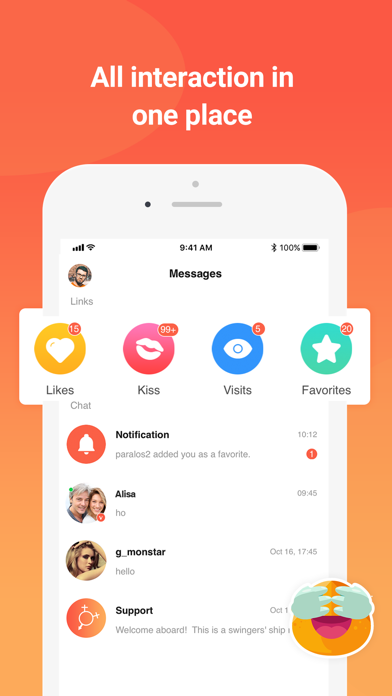 All interaction in
one place
9:41 AM
100%
Messages
Links
15
99+
5
20
Likes
Kiss
Visits
Favorites
Chat
Notification
10:12
paralos2 added you as a favorite.
1
Alisa
09:45
V
ho
g_monstar
Oct 16, 17:45
hello
Support
Oct 1
Welcome aboard! This is a swingers' ship